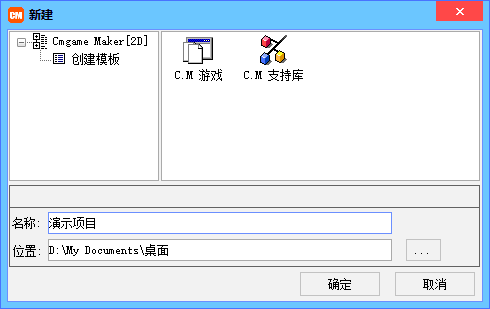 CM 新建
Cmgame Maker[2D]
创建模板
C.M 游戏
C.M 支持库
名称: 演示项目
位置: D:\My Documents\桌面
...
确定
取消